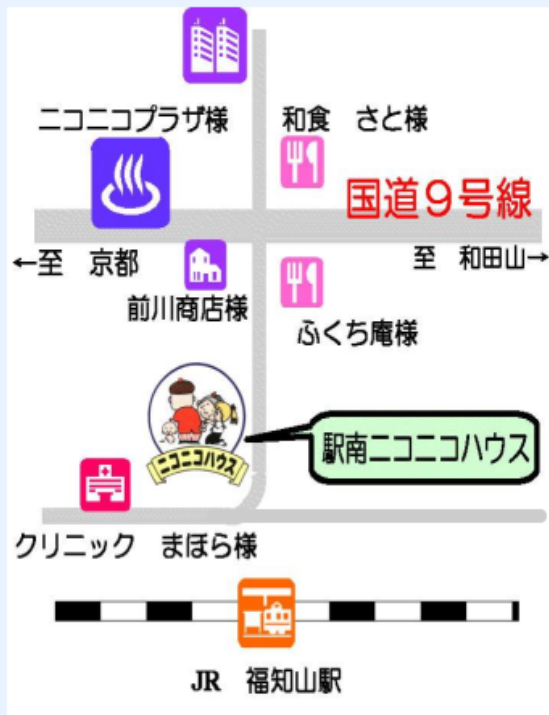 ニコニコプラザ様
和食 さと様
国道9号線
←至 京都
至 和田山→
前川商店様
ふくち庵様
ニコニコハウス
駅南ニコニコハウス
クリニック まほら様
JR 福知山駅